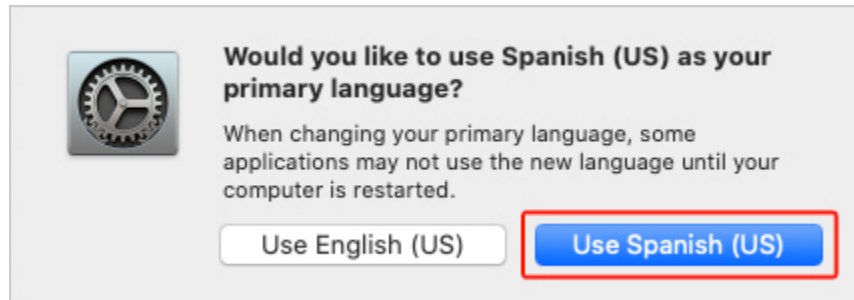 Would you like to use Spanish (US) as your
primary language?
When changing your primary language, some
applications may not use the new language until your
computer is restarted.
Use English (US)
Use Spanish (US)